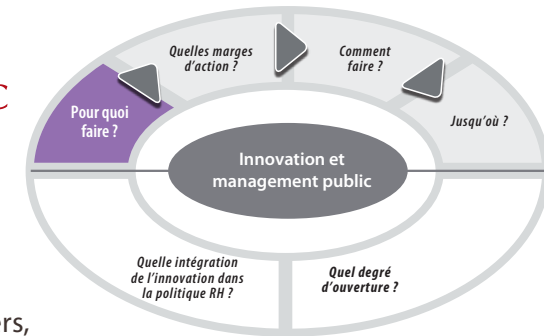 Quelles marges
d'action ?
Comment
faire ?
C
Pour quoi
faire ?
Jusqu'où ?
Innovation et
management public
Quelle intégration
de l'innovation dans
la politique RH ?
Quel degré
d'ouverture ?
ers,